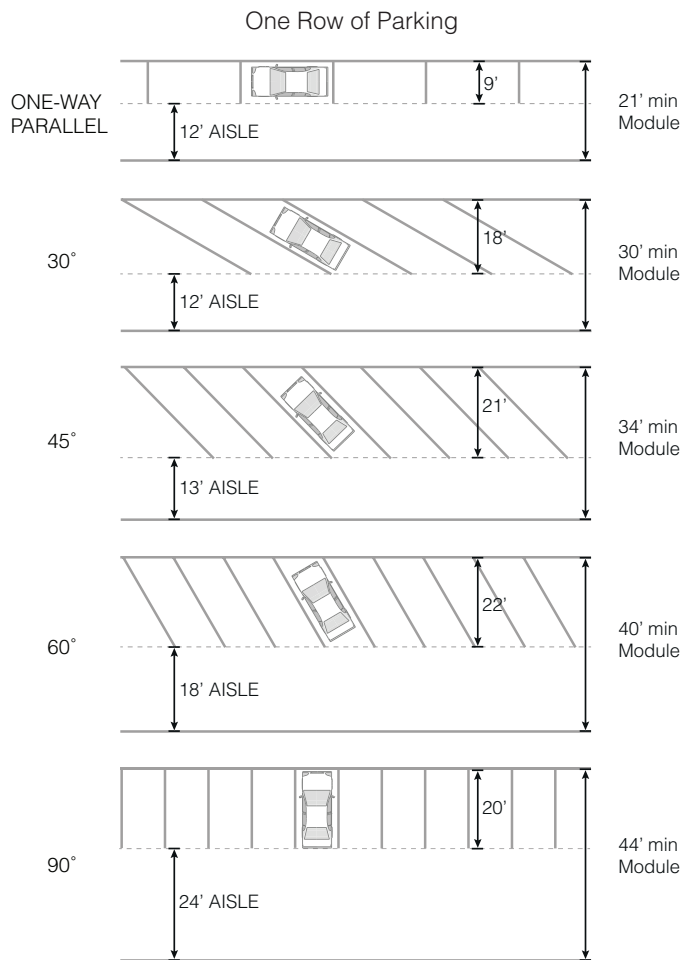 One Row of Parking
9’
ONE-WAY
PARALLEL
12’ AISLE
21’ min
Module
18’
30˚
12’ AISLE
30’ min
Module
21’
45˚
13’ AISLE
34’ min
Module
22’
60˚
18’ AISLE
40’ min
Module
20’
90˚
24’ AISLE
44’ min
Module